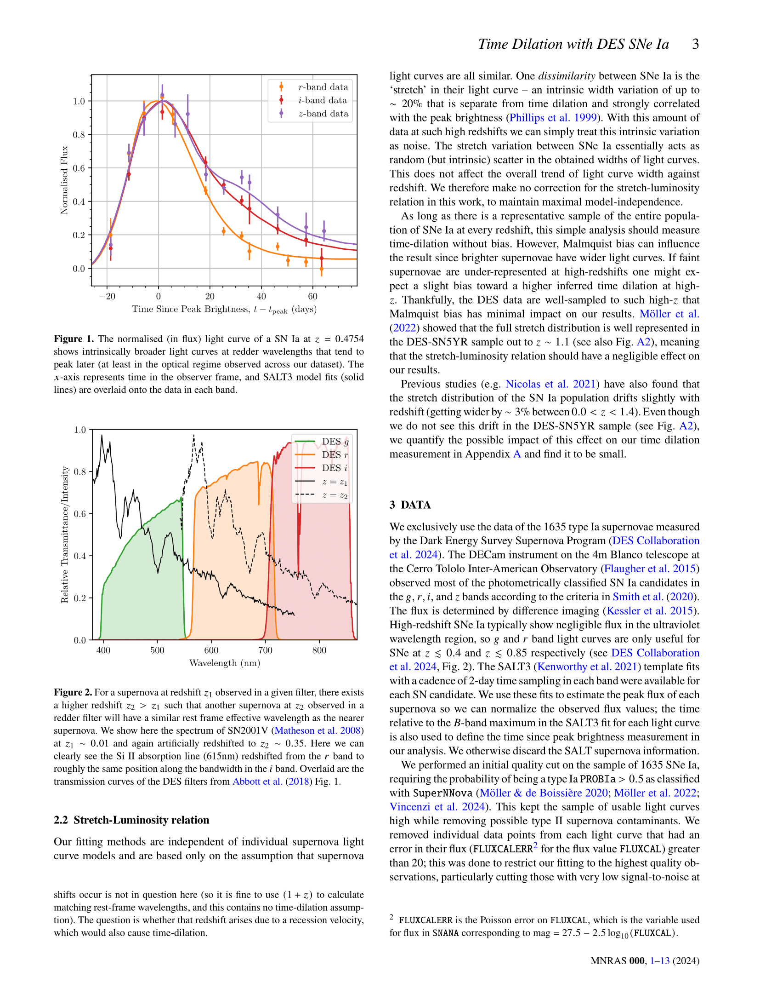 Time Dilation with DES SNe Ia 3
r-band data
i-band data
z-band data
1.0
0.8
0.6
0.4
0.2
0.0
Normalised Flux
−20 0 20 40 60
Time Since Peak Brightness, t − tpeak (days)
Figure 1. The normalised (in flux) light curve of a SN Ia at z = 0.4754
shows intrinsically broader light curves at redder wavelengths that tend to
peak later (at least in the optical regime observed across our dataset). The
x-axis represents time in the observer frame, and SALT3 model fits (solid
lines) are overlaid onto the data in each band.
DES g
DES r
DES i
z = z1
z = z2
1.0
0.8
0.6
0.4
0.2
0.0
Relative Transmittance/Intensity
400 500 600 700 800
Wavelength (nm)
Figure 2. For a supernova at redshift z1 observed in a given filter, there exists
a higher redshift z2 > z1 such that another supernova at z2 observed in a
redder filter will have a similar rest frame effective wavelength as the nearer
supernova. We show here the spectrum of SN2001V (Matheson et al. 2008)
at z1 ∼ 0.01 and again artificially redshifted to z2 ∼ 0.35. Here we can
clearly see the Si II absorption line (615nm) redshifted from the r band to
roughly the same position along the bandwidth in the i band. Overlaid are the
transmission curves of the DES filters from Abbott et al. (2018) Fig. 1.
2.2 Stretch-Luminosity relation
Our fitting methods are independent of individual supernova light
curve models and are based only on the assumption that supernova
shifts occur is not in question here (so it is fine to use (1 + z) to calculate
matching rest-frame wavelengths, and this contains no time-dilation assump-
tion). The question is whether that redshift arises due to a recession velocity,
which would also cause time-dilation.
light curves are all similar. One dissimilarity between SNe Ia is the
‘stretch’ in their light curve – an intrinsic width variation of up to
∼ 20% that is separate from time dilation and strongly correlated
with the peak brightness (Phillips et al. 1999). With this amount of
data at such high redshifts we can simply treat this intrinsic variation
as noise. The stretch variation between SNe Ia essentially acts as
random (but intrinsic) scatter in the obtained widths of light curves.
This does not affect the overall trend of light curve width against
redshift. We therefore make no correction for the stretch-luminosity
relation in this work, to maintain maximal model-independence.
As long as there is a representative sample of the entire popula-
tion of SNe Ia at every redshift, this simple analysis should measure
time-dilation without bias. However, Malmquist bias can influence
the result since brighter supernovae have wider light curves. If faint
supernovae are under-represented at high-redshifts one might ex-
pect a slight bias toward a higher inferred time dilation at high-
z. Thankfully, the DES data are well-sampled to such high-z that
Malmquist bias has minimal impact on our results. Möller et al.
(2022) showed that the full stretch distribution is well represented in
the DES-SN5YR sample out to z ∼ 1.1 (see also Fig. A2), meaning
that the stretch-luminosity relation should have a negligible effect on
our results.
Previous studies (e.g. Nicolas et al. 2021) have also found that
the stretch distribution of the SN Ia population drifts slightly with
redshift (getting wider by ∼ 3% between 0.0 < z < 1.4). Even though
we do not see this drift in the DES-SN5YR sample (see Fig. A2),
we quantify the possible impact of this effect on our time dilation
measurement in Appendix A and find it to be small.
3 DATA
We exclusively use the data of the 1635 type Ia supernovae measured
by the Dark Energy Survey Supernova Program (DES Collaboration
et al. 2024). The DECam instrument on the 4m Blanco telescope at
the Cerro Tololo Inter-American Observatory (Flaugher et al. 2015)
observed most of the photometrically classified SN Ia candidates in
the g, r, i, and z bands according to the criteria in Smith et al. (2020).
The flux is determined by difference imaging (Kessler et al. 2015).
High-redshift SNe Ia typically show negligible flux in the ultraviolet
wavelength region, so g and r band light curves are only useful for
SNe at z ≲ 0.4 and z ≲ 0.85 respectively (see DES Collaboration
et al. 2024, Fig. 2). The SALT3 (Kenworthy et al. 2021) template fits
with a cadence of 2-day time sampling in each band were available for
each SN candidate. We use these fits to estimate the peak flux of each
supernova so we can normalize the observed flux values; the time
relative to the B-band maximum in the SALT3 fit for each light curve
is also used to define the time since peak brightness measurement in
our analysis. We otherwise discard the SALT supernova information.
We performed an initial quality cut on the sample of 1635 SNe Ia,
requiring the probability of being a type Ia PROBIa > 0.5 as classified
with SuperNNova (Möller & de Boissière 2020; Möller et al. 2022;
Vincenzi et al. 2024). This kept the sample of usable light curves
high while removing possible type II supernova contaminants. We
removed individual data points from each light curve that had an
error in their flux (FLUXCALERR2 for the flux value FLUXCAL) greater
than 20; this was done to restrict our fitting to the highest quality ob-
servations, particularly cutting those with very low signal-to-noise at
2 FLUXCALERR is the Poisson error on FLUXCAL, which is the variable used
for flux in SNANA corresponding to mag = 27.5 − 2.5 log10(FLUXCAL).
MNRAS 000, 1–13 (2024)